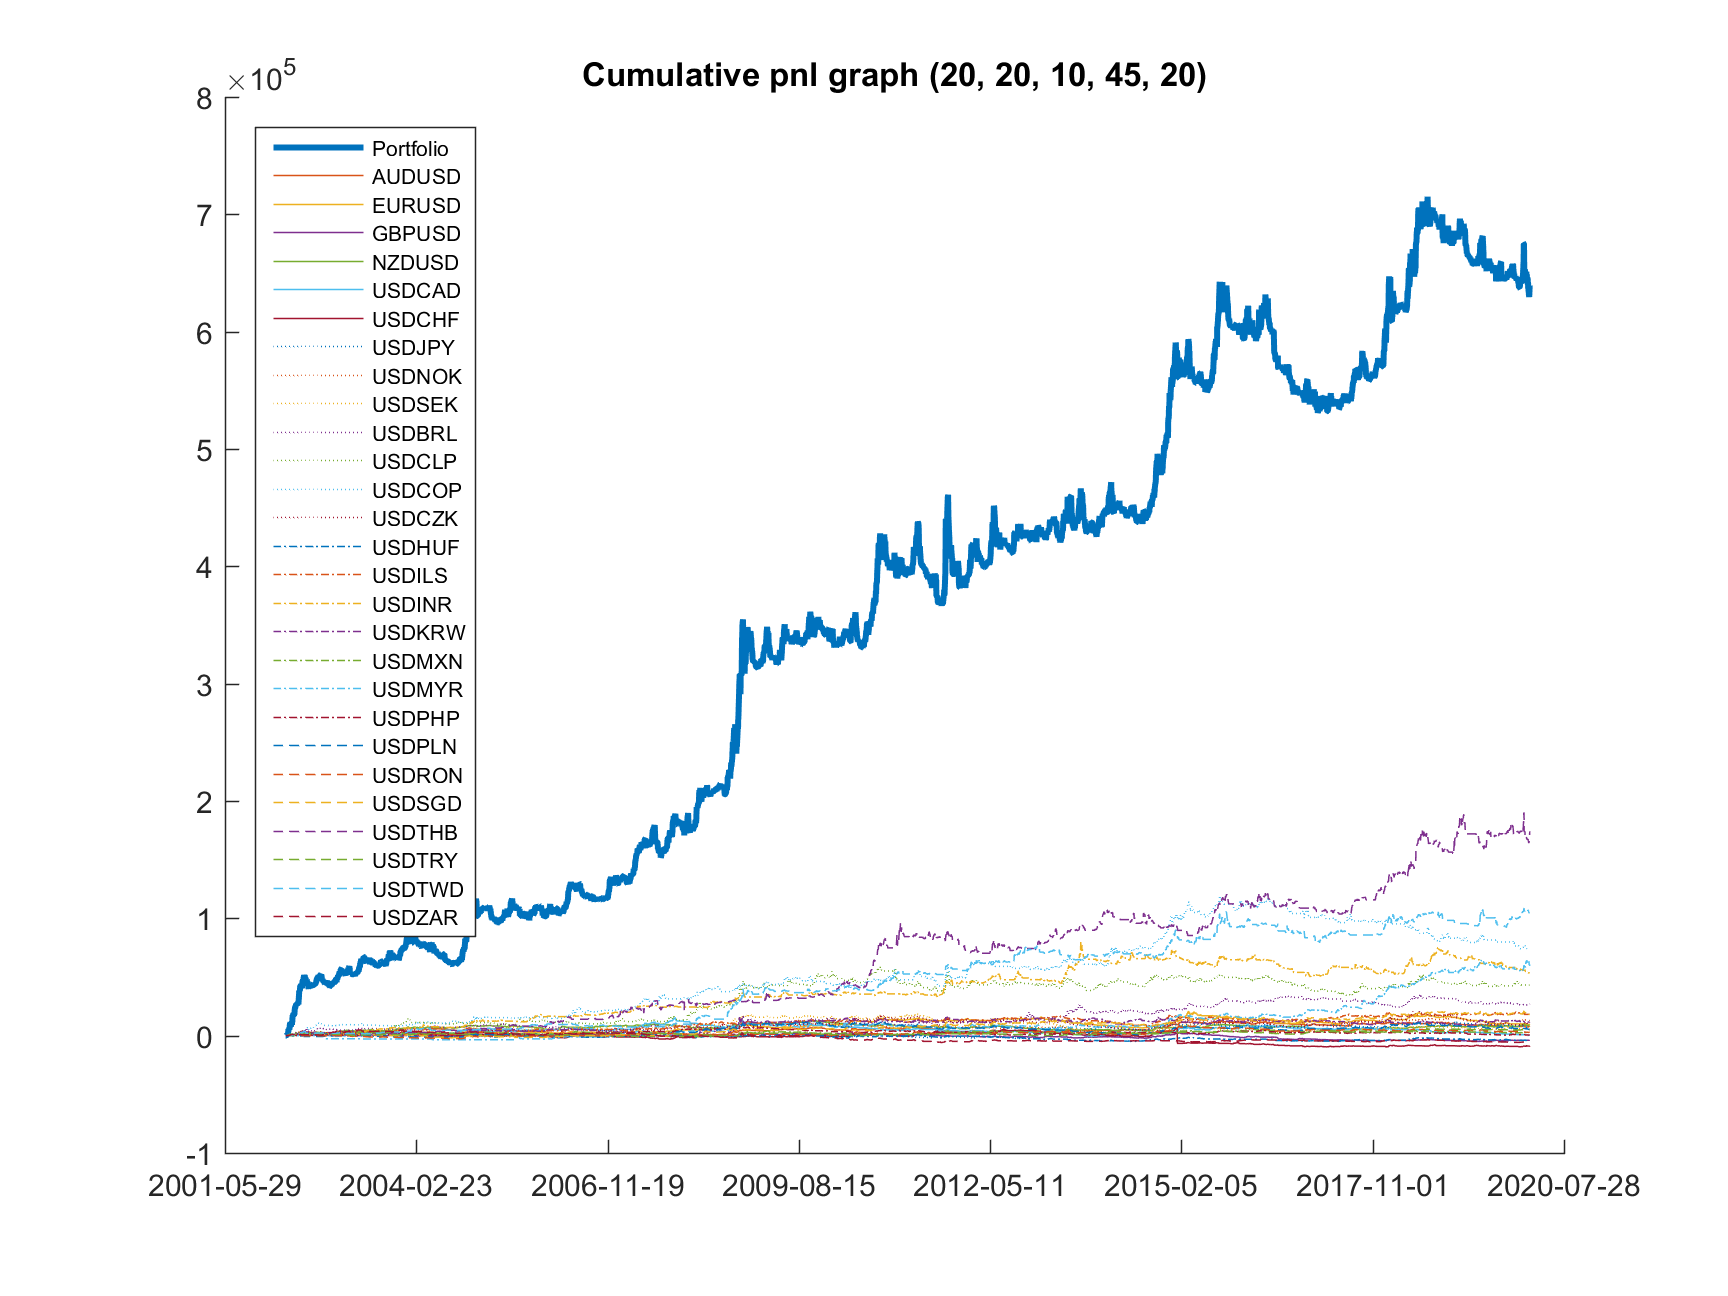 Cumulative pnl graph (20, 20, 10, 45, 20)
×10^5
8
7
6
5
4
3
2
1
0
-1
Portfolio
AUDUSD
EURUSD
GBPUSD
NZDUSD
USDCAD
USDCHF
USDJPY
USDNOK
USDSEK
USDBRL
USDCLP
USDCOP
USDCZK
USDHUF
USDILS
USDINR
USDKRW
USDMXN
USDMYR
USDPHP
USDPLN
USDRON
USDSGD
USDTHB
USDTRY
USDTWD
USDZAR
2001-05-29 2004-02-23 2006-11-19 2009-08-15 2012-05-11 2015-02-05 2017-11-01 2020-07-28